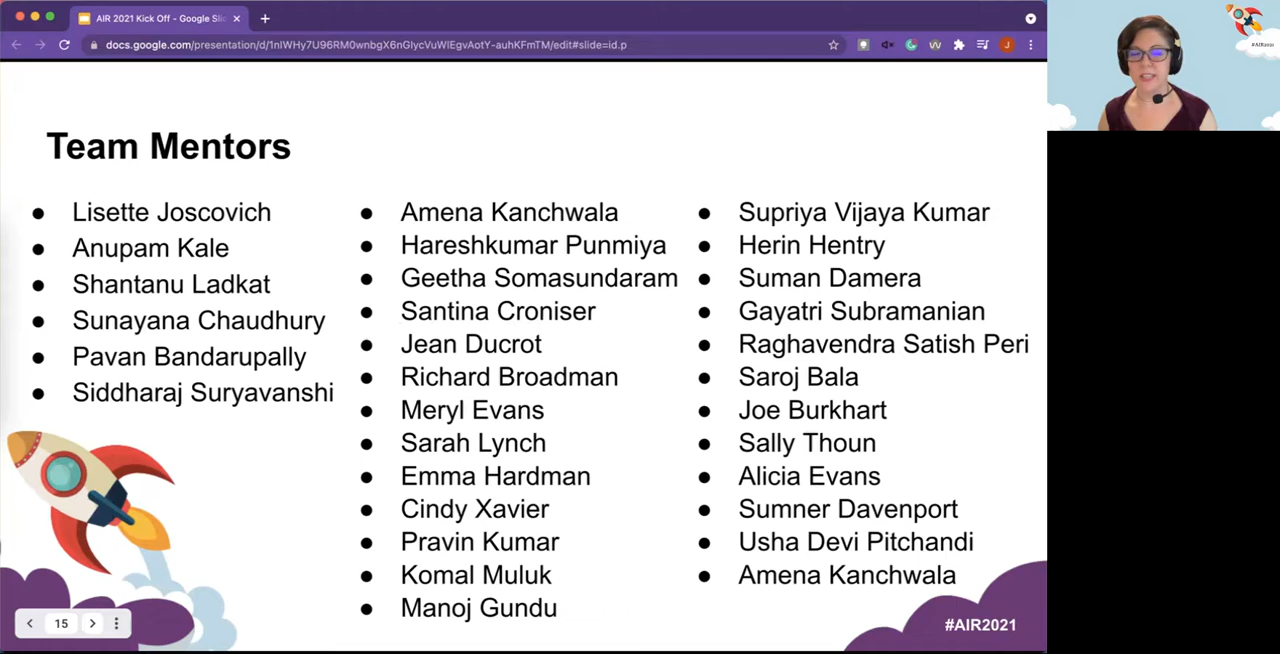 AIR 2021 Kick Off - Google Slid
docs.google.com/presentation/d/1nIWHy7U96RM0wnbgX6nGIycVuWIEgvAotY-auhKFmTM/edit#slide=id.p
J
#AIR2021
Team Mentors
Lisette Joscovich
Anupam Kale
Shantanu Ladkat
Sunayana Chaudhury
Pavan Bandarupally
Siddharaj Suryavanshi
Amena Kanchwala
Hareshkumar Punmiya
Geetha Somasundaram
Santina Croniser
Jean Ducrot
Richard Broadman
Meryl Evans
Sarah Lynch
Emma Hardman
Cindy Xavier
Pravin Kumar
Komal Muluk
Manoj Gundu
Supriya Vijaya Kumar
Herin Hentry
Suman Damera
Gayatri Subramanian
Raghavendra Satish Peri
Saroj Bala
Joe Burkhart
Sally Thoun
Alicia Evans
Sumner Davenport
Usha Devi Pitchandi
Amena Kanchwala
15
#AIR2021